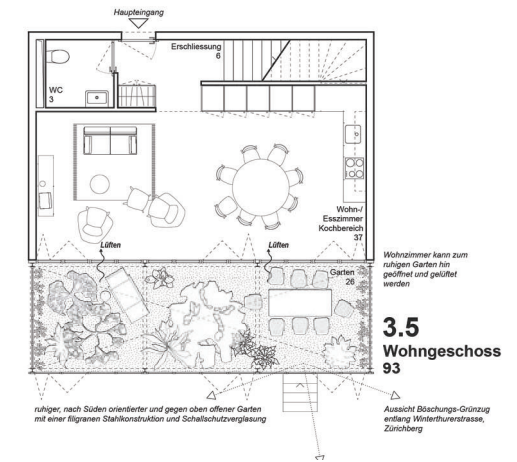 Haupteingang
Erschliessung
6
WC
3
Wohn-/
Esszimmer
Kochbereich
37
Lüften
Lüften
Garten
26
Wohnzimmer kann zum
ruhigen Garten hin
geöffnet und gelüftet
werden
3.5
Wohngeschoss
93
ruhiger, nach Süden orientierter und gegen oben offener Garten
mit einer filigranen Stahlkonstruktion und Schallschutzverglasung
Aussicht Böschungs-Grünzug
entlang Winterthurerstrasse,
Zürichberg